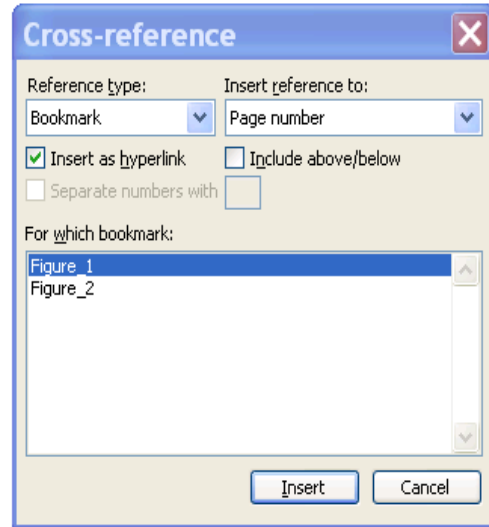 Cross-reference
Reference type: Insert reference to:
Bookmark Page number
Insert as hyperlink Include above/below
Separate numbers with
For which bookmark:
Figure_1
Figure_2
Insert Cancel